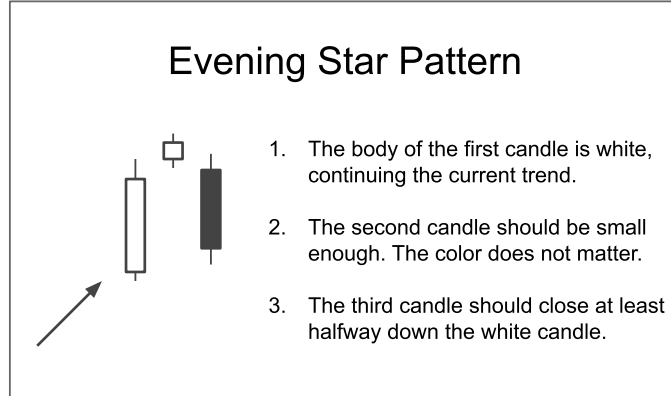 Evening Star Pattern
1. The body of the first candle is white,
continuing the current trend.
2. The second candle should be small
enough. The color does not matter.
3. The third candle should close at least
halfway down the white candle.